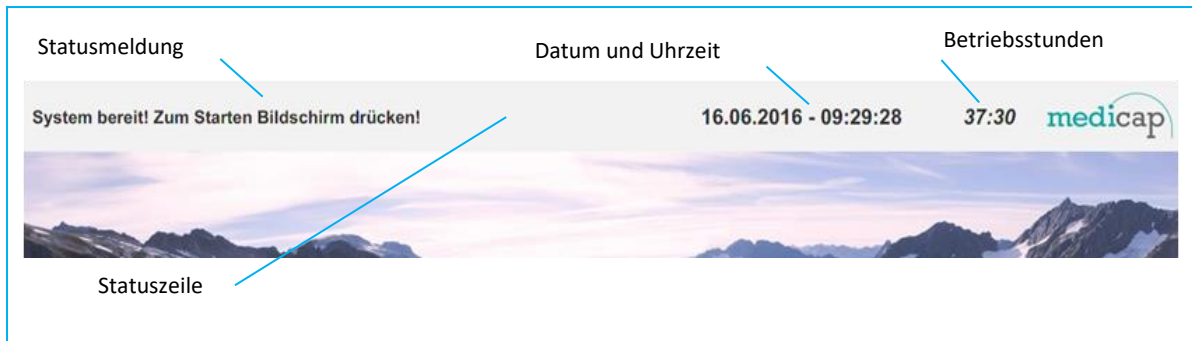 Statusmeldung
Datum und Uhrzeit
Betriebsstunden
System bereit! Zum Starten Bildschirm drücken!
16.06.2016 - 09:29:28
37:30
medicap
Statuszeile